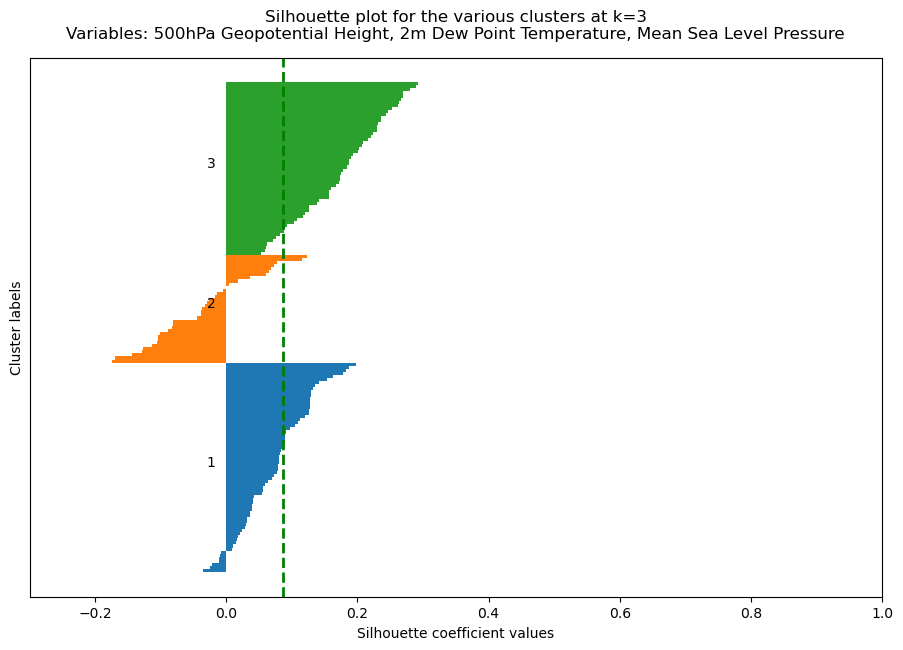 Silhouette plot for the various clusters at k=3
Variables: 500hPa Geopotential Height, 2m Dew Point Temperature, Mean Sea Level Pressure
3
2
1
Cluster labels
−0.2 0.0 0.2 0.4 0.6 0.8 1.0
Silhouette coefficient values